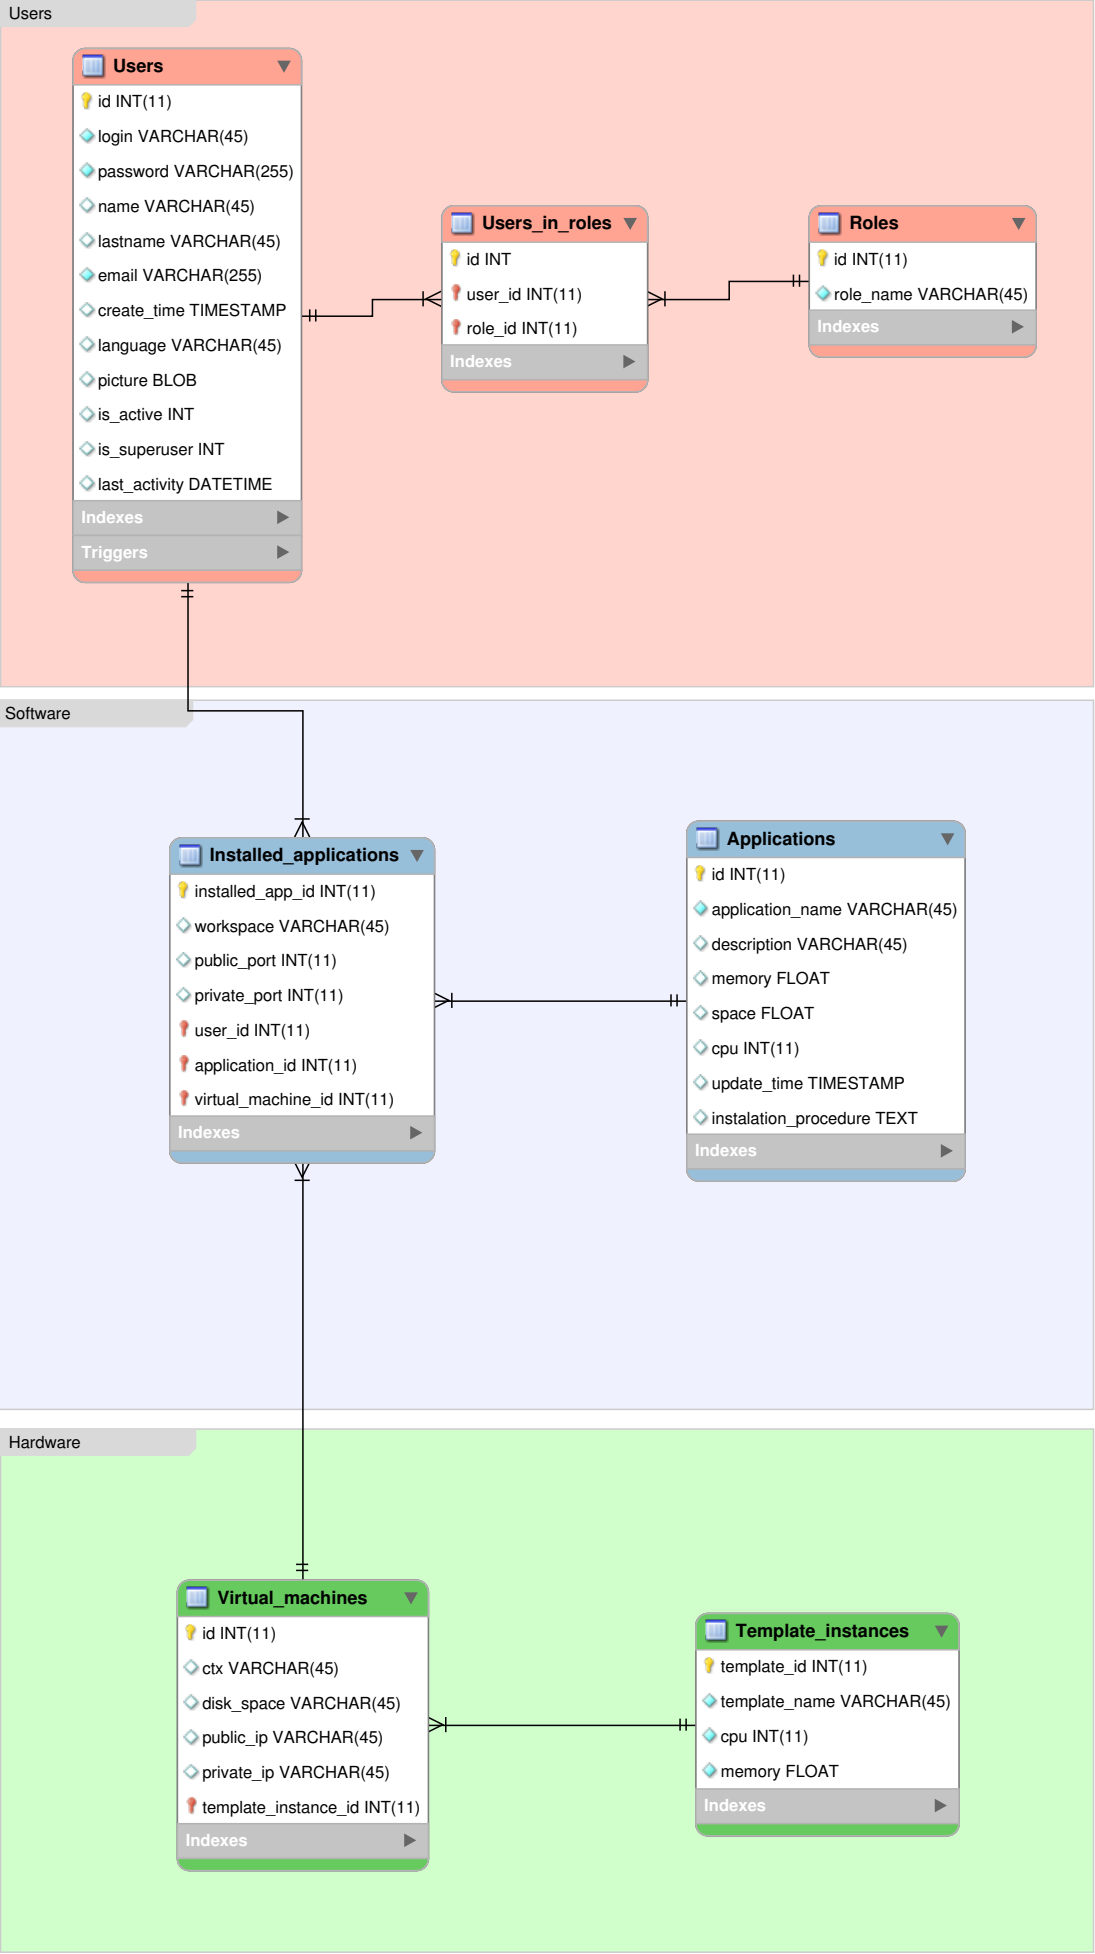 Users
Users
id INT(11)
login VARCHAR(45)
password VARCHAR(255)
name VARCHAR(45)
lastname VARCHAR(45)
email VARCHAR(255)
create_time TIMESTAMP
language VARCHAR(45)
picture BLOB
is_active INT
is_superuser INT
last_activity DATETIME
Indexes
Triggers
Users_in_roles
id INT
user_id INT(11)
role_id INT(11)
Indexes
Roles
id INT(11)
role_name VARCHAR(45)
Indexes
Software
Installed_applications
installed_app_id INT(11)
workspace VARCHAR(45)
public_port INT(11)
private_port INT(11)
user_id INT(11)
application_id INT(11)
virtual_machine_id INT(11)
Indexes
Applications
id INT(11)
application_name VARCHAR(45)
description VARCHAR(45)
memory FLOAT
space FLOAT
cpu INT(11)
update_time TIMESTAMP
instalation_procedure TEXT
Indexes
Hardware
Virtual_machines
id INT(11)
ctx VARCHAR(45)
disk_space VARCHAR(45)
public_ip VARCHAR(45)
private_ip VARCHAR(45)
template_instance_id INT(11)
Indexes
Template_instances
template_id INT(11)
template_name VARCHAR(45)
cpu INT(11)
memory FLOAT
Indexes